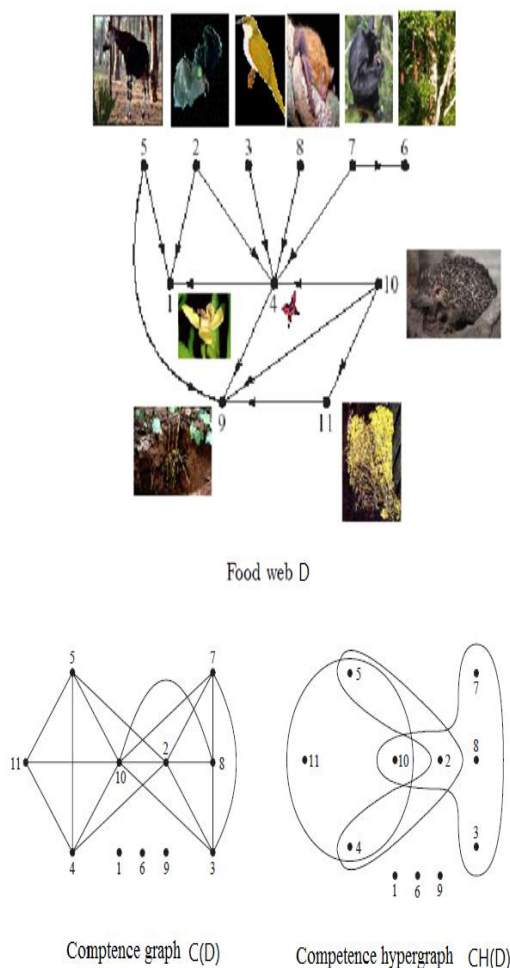 5 2 3 8 7 6
1 4 10
9 11
Food web D
5 7
11 10 2 8
4 1 6 9 3
Comptence graph C(D)
5 7
11 10 2 8
4 3
1 6 9
Competence hypergraph CH(D)